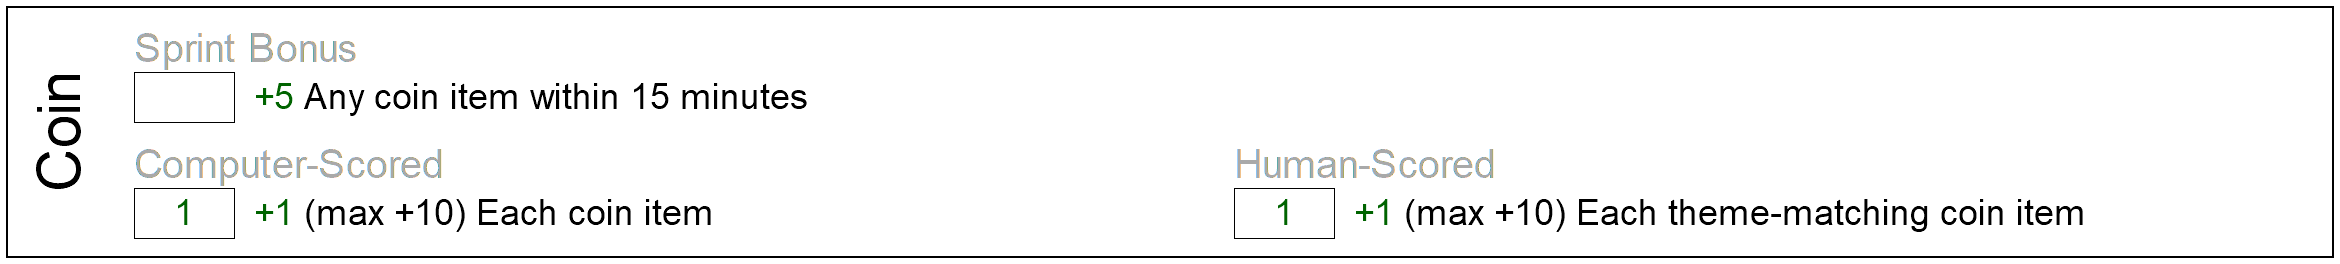 Coin
Sprint Bonus
+5 Any coin item within 15 minutes
Computer-Scored
1 +1 (max +10) Each coin item
Human-Scored
1 +1 (max +10) Each theme-matching coin item